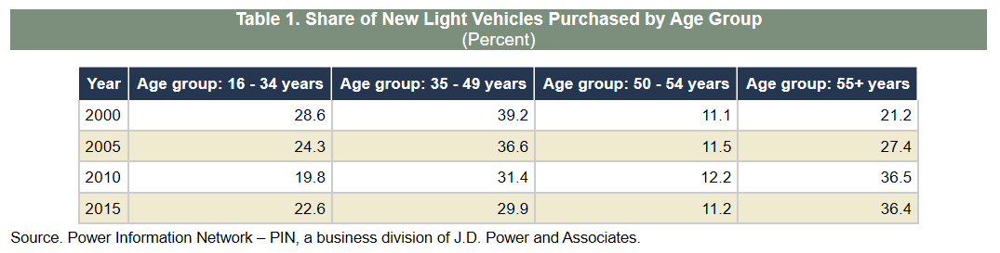 Table 1. Share of New Light Vehicles Purchased by Age Group
(Percent)
Year Age group: 16 - 34 years Age group: 35 - 49 years Age group: 50 - 54 years Age group: 55+ years
2000 28.6 39.2 11.1 21.2
2005 24.3 36.6 11.5 27.4
2010 19.8 31.4 12.2 36.5
2015 22.6 29.9 11.2 36.4
Source. Power Information Network – PIN, a business division of J.D. Power and Associates.